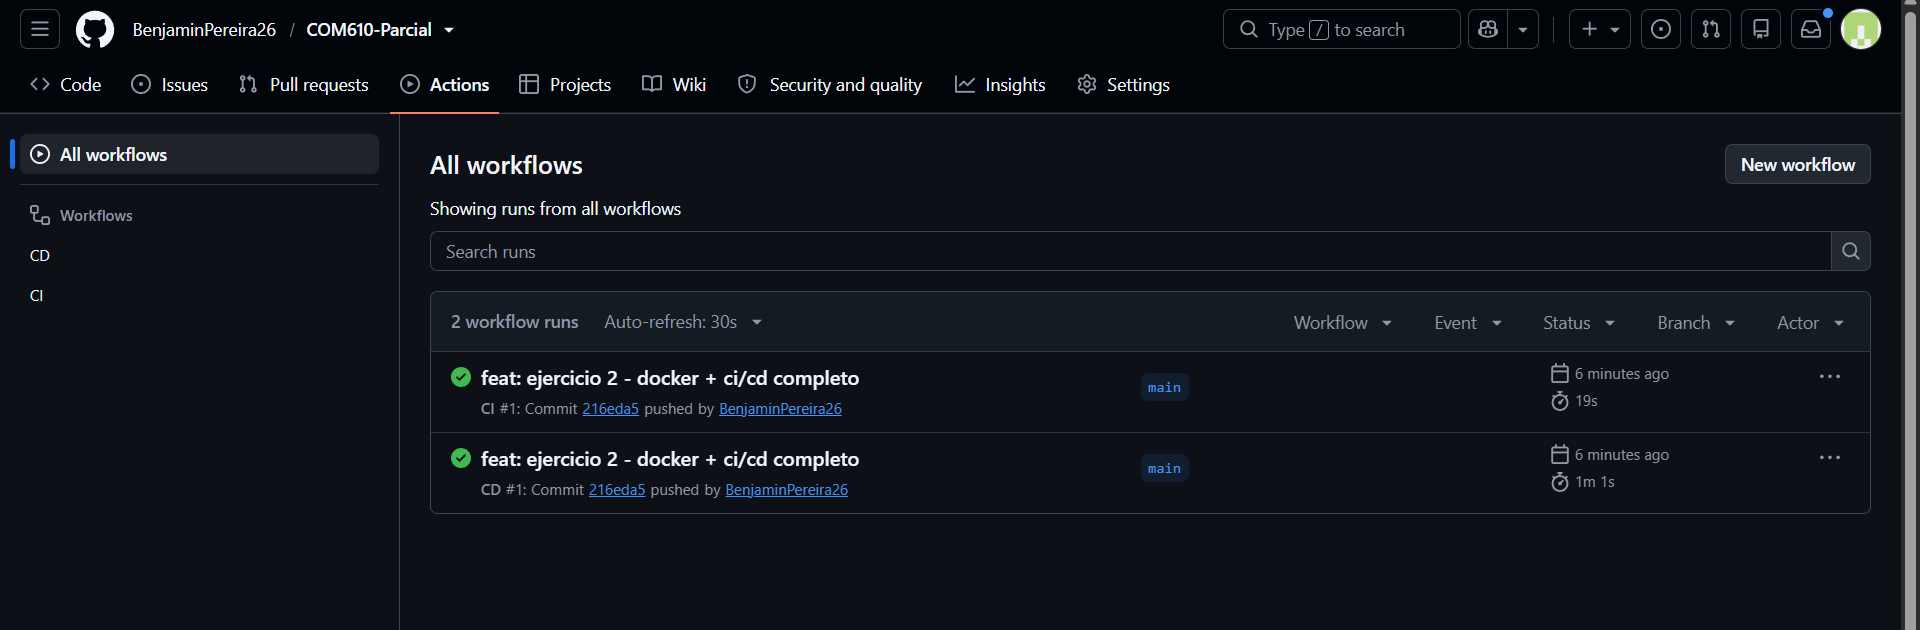 BenjaminPereira26 / COM610-Parcial
Type / to search
Code Issues Pull requests Actions Projects Wiki Security and quality Insights Settings
All workflows
Workflows
CD
CI
All workflows
New workflow
Showing runs from all workflows
Search runs
2 workflow runs Auto-refresh: 30s Workflow Event Status Branch Actor
feat: ejercicio 2 - docker + ci/cd completo
CI #1: Commit 216eda5 pushed by BenjaminPereira26
main
6 minutes ago
19s
feat: ejercicio 2 - docker + ci/cd completo
CD #1: Commit 216eda5 pushed by BenjaminPereira26
main
6 minutes ago
1m 1s